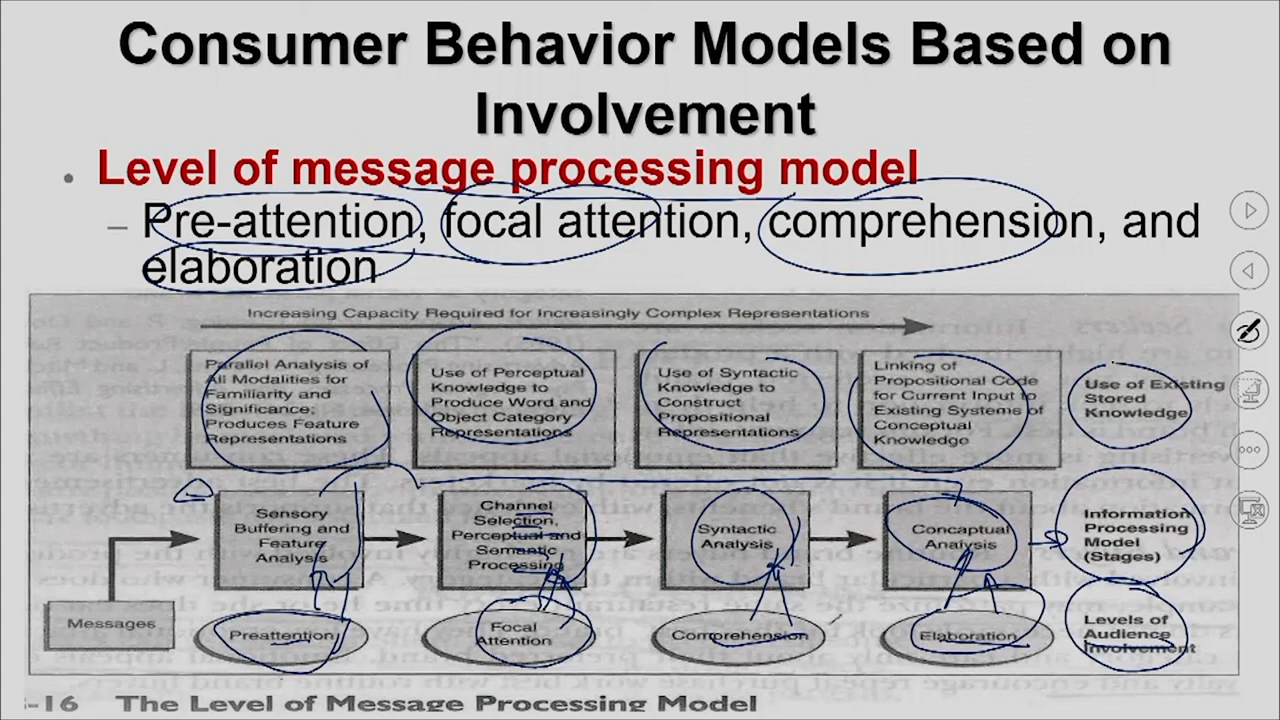 Consumer Behavior Models Based on
Involvement
• Level of message processing model
– Pre-attention, focal attention, comprehension, and
elaboration
Increasing Capacity Required for Increasingly Complex Representations
Parallel Analysis of
All Modalities for
Familiarity and
Significance;
Produces Feature
Representations
Use of Perceptual
Knowledge to
Produce Word and
Object Category
Representations
Use of Syntactic
Knowledge to
Construct
Propositional
Representations
Linking of
Propositional Code
for Current Input to
Existing Systems of
Conceptual
Knowledge
Use of Existing
Stored
Knowledge
Sensory
Buffering and
Feature
Analysis
Channel
Selection,
Perceptual and
Semantic
Processing
Syntactic
Analysis
Concaptual
Analysis
Information
Processing
Model
(Stages)
Messages
Preattention
Focal
Attention
Comprehension
Elaboration
Levels of
Audience
Involvement
-16 The Level of Message Processing Model